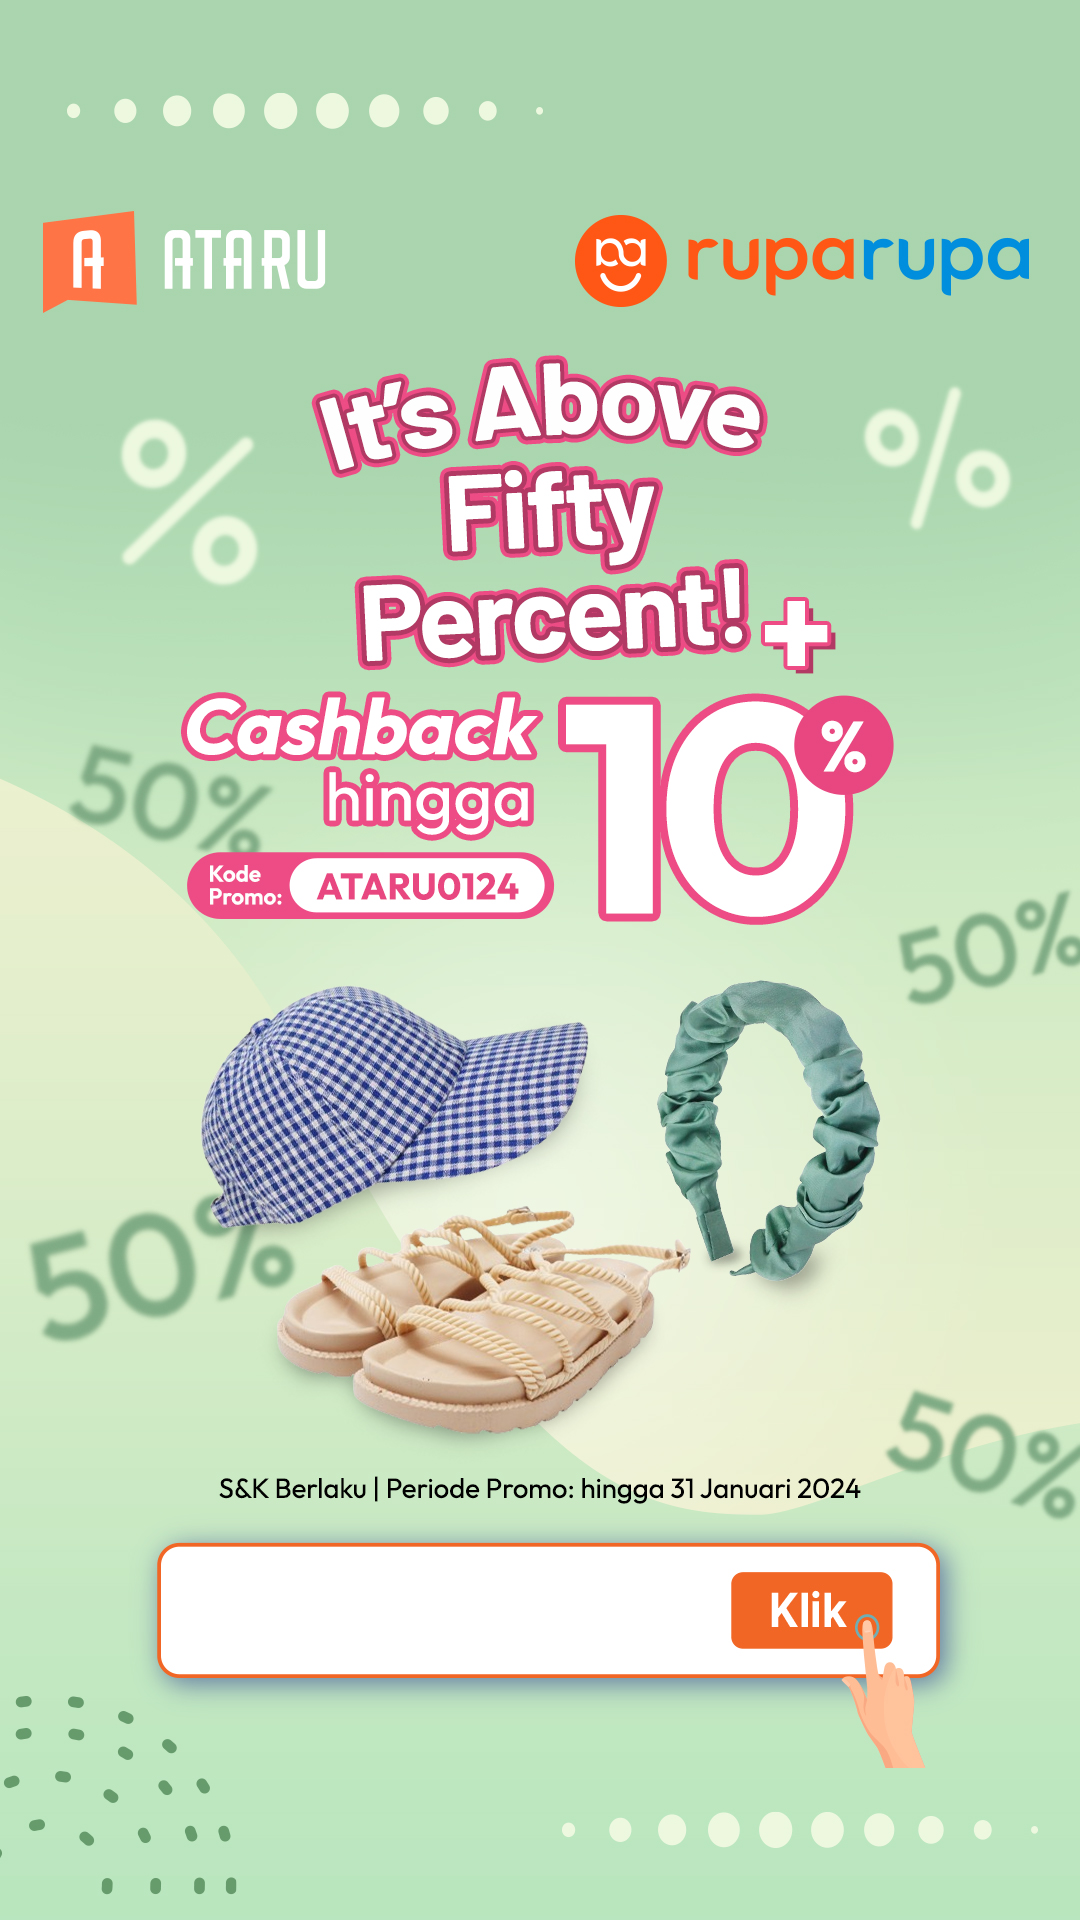 A ATARU
ruparupa
It's Above
Fifty
Percent! +
%
%
Cashback
hingga
10%
Kode
Promo:
ATARU0124
50%
50%
50%
50%
S&K Berlaku | Periode Promo: hingga 31 Januari 2024
Klik